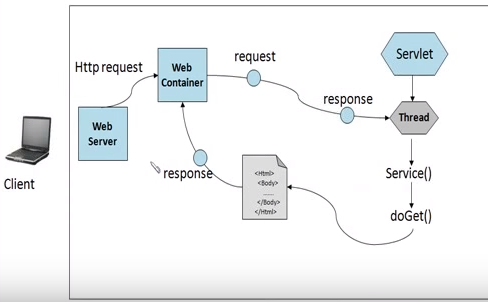 Http request
Web
Container
request
Servlet
response
Thread
Web
Server
Client
response
<Html>
<Body>
......
</Body>
</Html>
Service()
doGet()